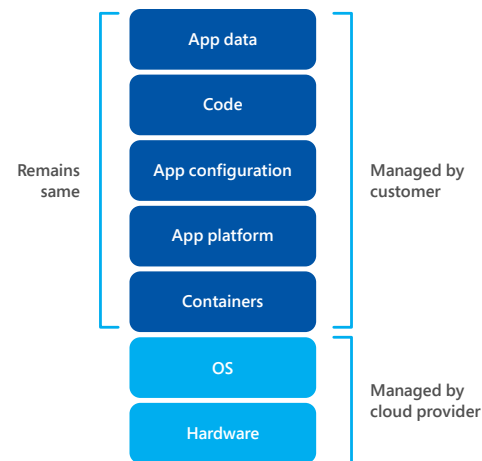 App data
Code
Remains
same
App configuration
Managed by
customer
App platform
Containers
OS
Managed by
cloud provider
Hardware